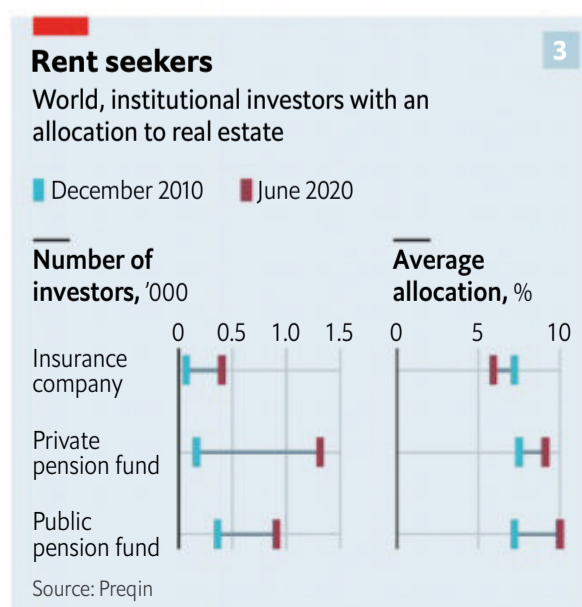 3
Rent seekers
World, institutional investors with an
allocation to real estate
December 2010 June 2020
Number of
investors, ’000
Average
allocation, %
0 0.5 1.0 1.5
0 5 10
Insurance
company
Private
pension fund
Public
pension fund
Source: Preqin